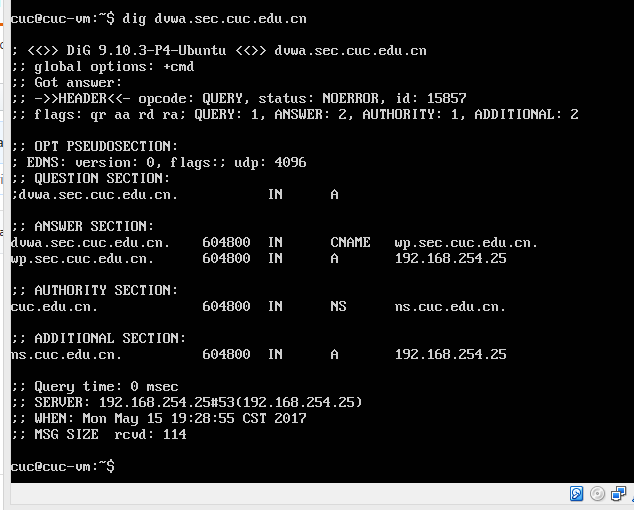 cuc@cuc-vm:~$ dig dvwa.sec.cuc.edu.cn
; <<>> DiG 9.10.3-P4-Ubuntu <<>> dvwa.sec.cuc.edu.cn
;; global options: +cmd
;; Got answer:
;; ->>HEADER<<- opcode: QUERY, status: NOERROR, id: 15857
;; flags: qr aa rd ra; QUERY: 1, ANSWER: 2, AUTHORITY: 1, ADDITIONAL: 2
;; OPT PSEUDOSECTION:
; EDNS: version: 0, flags:; udp: 4096
;; QUESTION SECTION:
;dvwa.sec.cuc.edu.cn. IN A
;; ANSWER SECTION:
dvwa.sec.cuc.edu.cn. 604800 IN CNAME wp.sec.cuc.edu.cn.
wp.sec.cuc.edu.cn. 604800 IN A 192.168.254.25
;; AUTHORITY SECTION:
cuc.edu.cn. 604800 IN NS ns.cuc.edu.cn.
;; ADDITIONAL SECTION:
ns.cuc.edu.cn. 604800 IN A 192.168.254.25
;; Query time: 0 msec
;; SERVER: 192.168.254.25#53(192.168.254.25)
;; WHEN: Mon May 15 19:28:55 CST 2017
;; MSG SIZE rcvd: 114
cuc@cuc-vm:~$